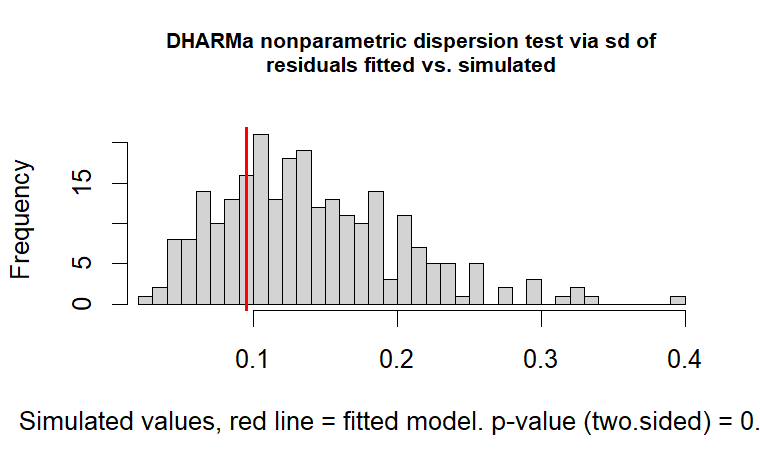 DHARMa nonparametric dispersion test via sd of
residuals fitted vs. simulated
Frequency
15
5
0
0.1 0.2 0.3 0.4
Simulated values, red line = fitted model. p-value (two.sided) = 0.